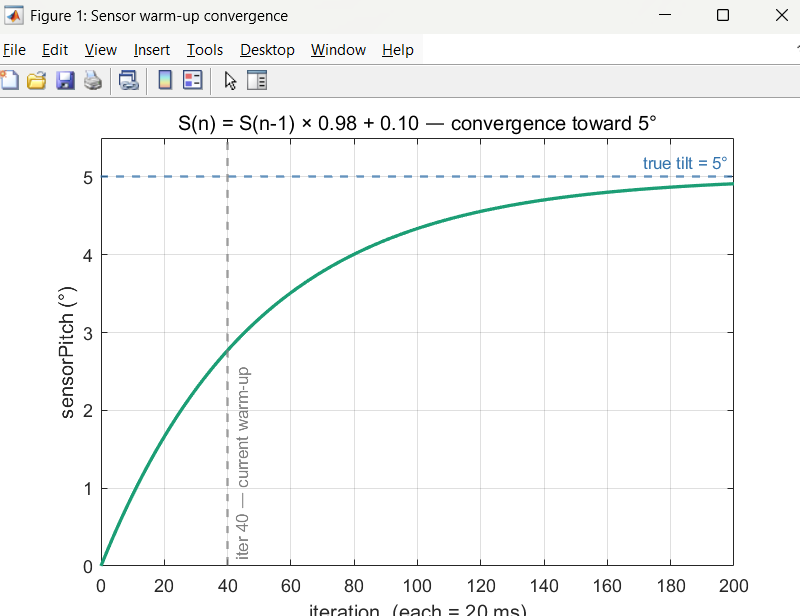 Figure 1: Sensor warm-up convergence
File Edit View Insert Tools Desktop Window Help
S(n) = S(n-1) × 0.98 + 0.10 — convergence toward 5°
true tilt = 5°
5
4
3
2
1
0
sensorPitch (°)
iter 40 — current warm-up
0 20 40 60 80 100 120 140 160 180 200
iteration (each = 20 ms)